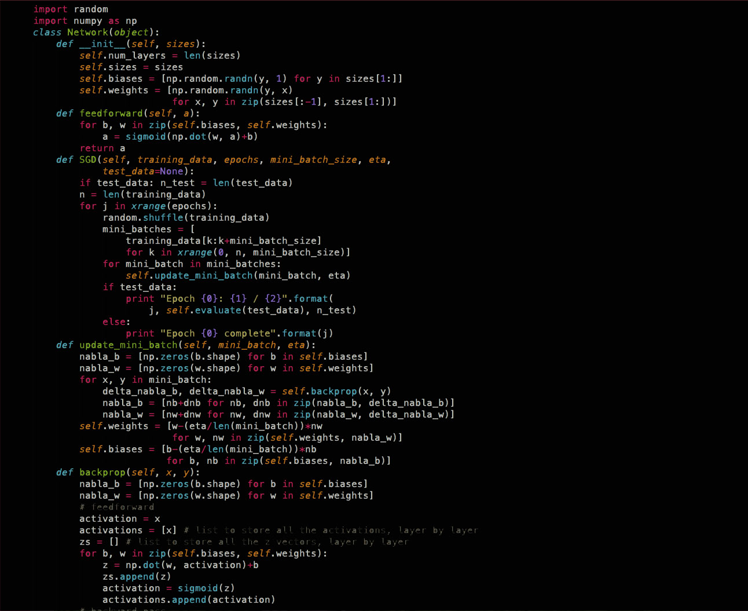 import random
import numpy as np
class Network(object):
    def __init__(self, sizes):
        self.num_layers = len(sizes)
        self.sizes = sizes
        self.biases = [np.random.randn(y, 1) for y in sizes[1:]]
        self.weights = [np.random.randn(y, x)
                        for x, y in zip(sizes[:-1], sizes[1:])]
    def feedforward(self, a):
        for b, w in zip(self.biases, self.weights):
            a = sigmoid(np.dot(w, a)+b)
        return a
    def SGD(self, training_data, epochs, mini_batch_size, eta,
            test_data=None):
        if test_data: n_test = len(test_data)
        n = len(training_data)
        for j in xrange(epochs):
            random.shuffle(training_data)
            mini_batches = [
                training_data[k:k+mini_batch_size]
                for k in xrange(0, n, mini_batch_size)]
            for mini_batch in mini_batches:
                self.update_mini_batch(mini_batch, eta)
            if test_data:
                print "Epoch {0}: {1} / {2}".format(
                    j, self.evaluate(test_data), n_test)
            else:
                print "Epoch {0} complete".format(j)
    def update_mini_batch(self, mini_batch, eta):
        nabla_b = [np.zeros(b.shape) for b in self.biases]
        nabla_w = [np.zeros(w.shape) for w in self.weights]
        for x, y in mini_batch:
            delta_nabla_b, delta_nabla_w = self.backprop(x, y)
            nabla_b = [nb+dnb for nb, dnb in zip(nabla_b, delta_nabla_b)]
            nabla_w = [nw+dnw for nw, dnw in zip(nabla_w, delta_nabla_w)]
        self.weights = [w-(eta/len(mini_batch))*nw
                        for w, nw in zip(self.weights, nabla_w)]
        self.biases = [b-(eta/len(mini_batch))*nb
                       for b, nb in zip(self.biases, nabla_b)]
    def backprop(self, x, y):
        nabla_b = [np.zeros(b.shape) for b in self.biases]
        nabla_w = [np.zeros(w.shape) for w in self.weights]
        # feedforward
        activation = x
        activations = [x] # list to store all the activations, layer by layer
        zs = [] # list to store all the z vectors, layer by layer
        for b, w in zip(self.biases, self.weights):
            z = np.dot(w, activation)+b
            zs.append(z)
            activation = sigmoid(z)
            activations.append(activation)